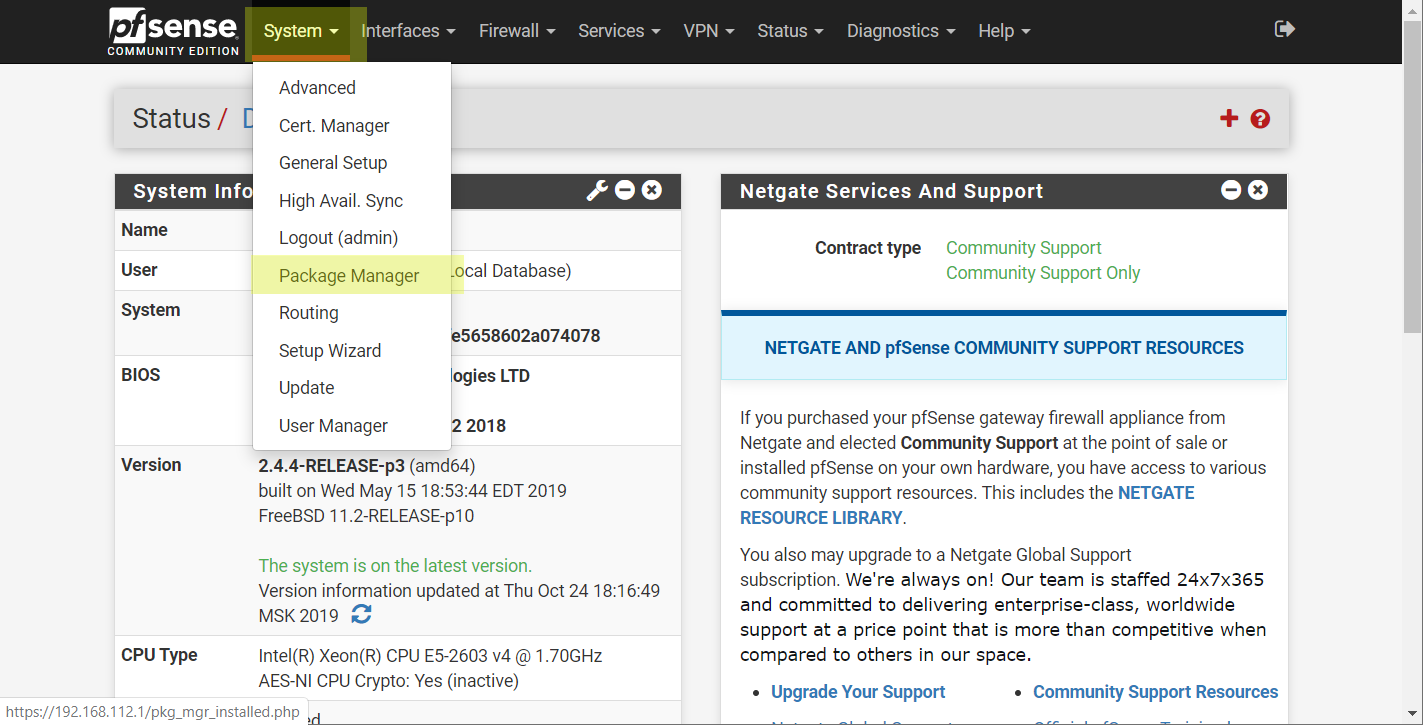 pfsense
COMMUNITY EDITION
System Interfaces Firewall Services VPN Status Diagnostics Help
Advanced
Cert. Manager
General Setup
High Avail. Sync
Logout (admin)
Package Manager
Routing
Setup Wizard
Update
User Manager
Status /
System Info
Name
User Local Database)
System
e5658602a074078
BIOS logies LTD
2 2018
Version 2.4.4-RELEASE-p3 (amd64)
built on Wed May 15 18:53:44 EDT 2019
FreeBSD 11.2-RELEASE-p10
The system is on the latest version.
Version information updated at Thu Oct 24 18:16:49
MSK 2019
CPU Type Intel(R) Xeon(R) CPU E5-2603 v4 @ 1.70GHz
AES-NI CPU Crypto: Yes (inactive)
Netgate Services And Support
Contract type Community Support
Community Support Only
NETGATE AND pfSense COMMUNITY SUPPORT RESOURCES
If you purchased your pfSense gateway firewall appliance from
Netgate and elected Community Support at the point of sale or
installed pfSense on your own hardware, you have access to various
community support resources. This includes the NETGATE
RESOURCE LIBRARY.
You also may upgrade to a Netgate Global Support
subscription. We're always on! Our team is staffed 24x7x365
and committed to delivering enterprise-class, worldwide
support at a price point that is more than competitive when
compared to others in our space.
• Upgrade Your Support • Community Support Resources
https://192.168.112.1/pkg_mgr_installed.php